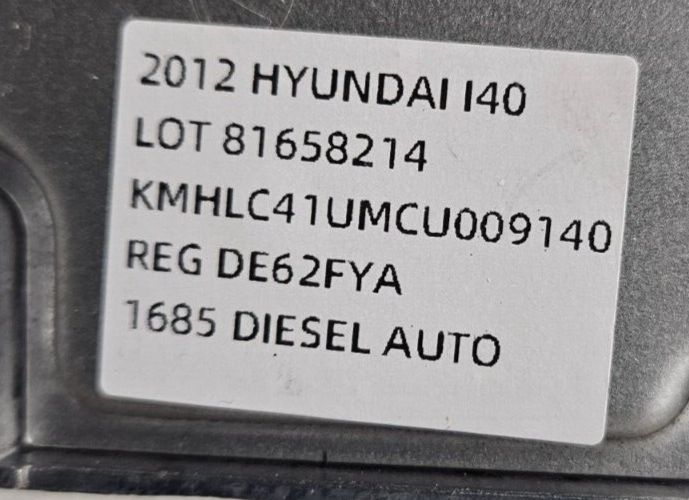 2012 HYUNDAI I40
LOT 81658214
KMHLC41UMCU009140
REG DE62FYA
1685 DIESEL AUTO